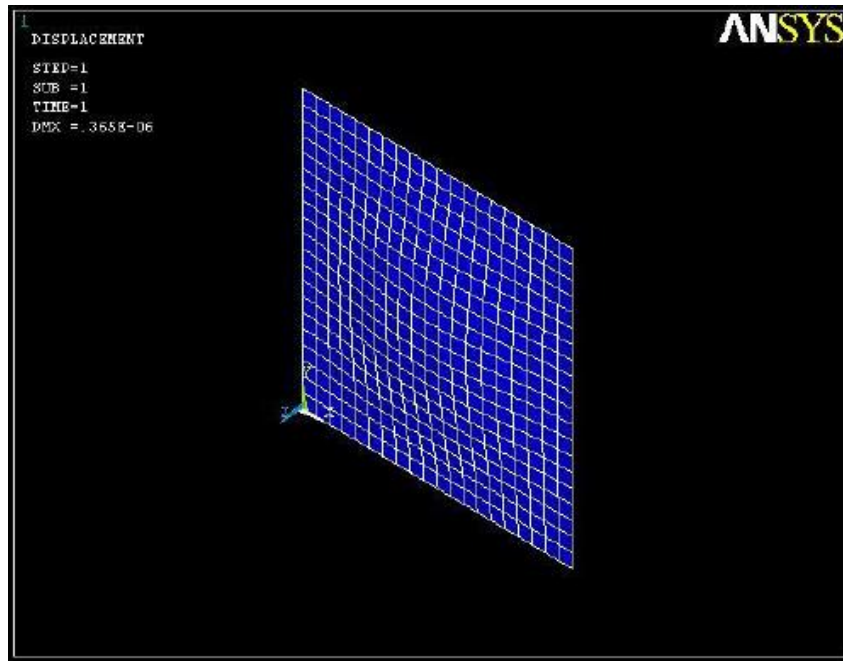 1
DISPLACEMENT
STEP=1
SUB =1
TIME=1
DMX =.365E-06
ANSYS
Y
Z
X